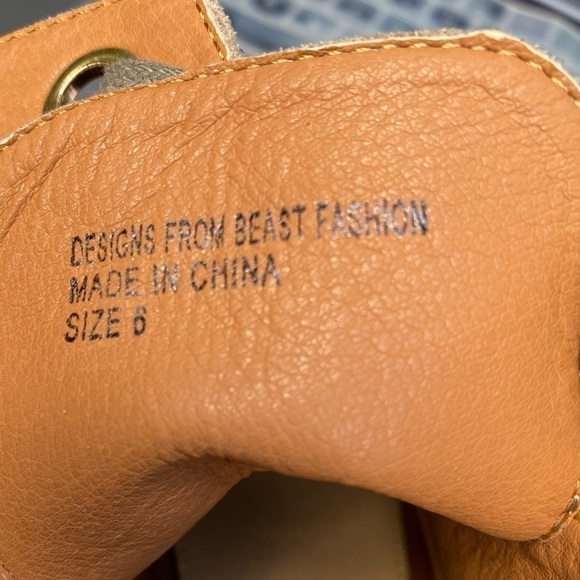 DESIGNS FROM BEAST FASHION
MADE IN CHINA
SIZE 6